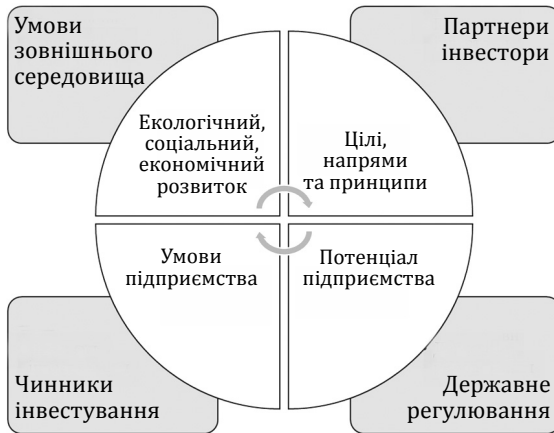 Умови
зовнішнього
середовища
Партнери
інвестори
Екологічний,
соціальний,
економічний
розвиток
Цілі,
напрями
та принципи
Умови
підприємства
Потенціал
підприємства
Чинники
інвестування
Державне
регулювання